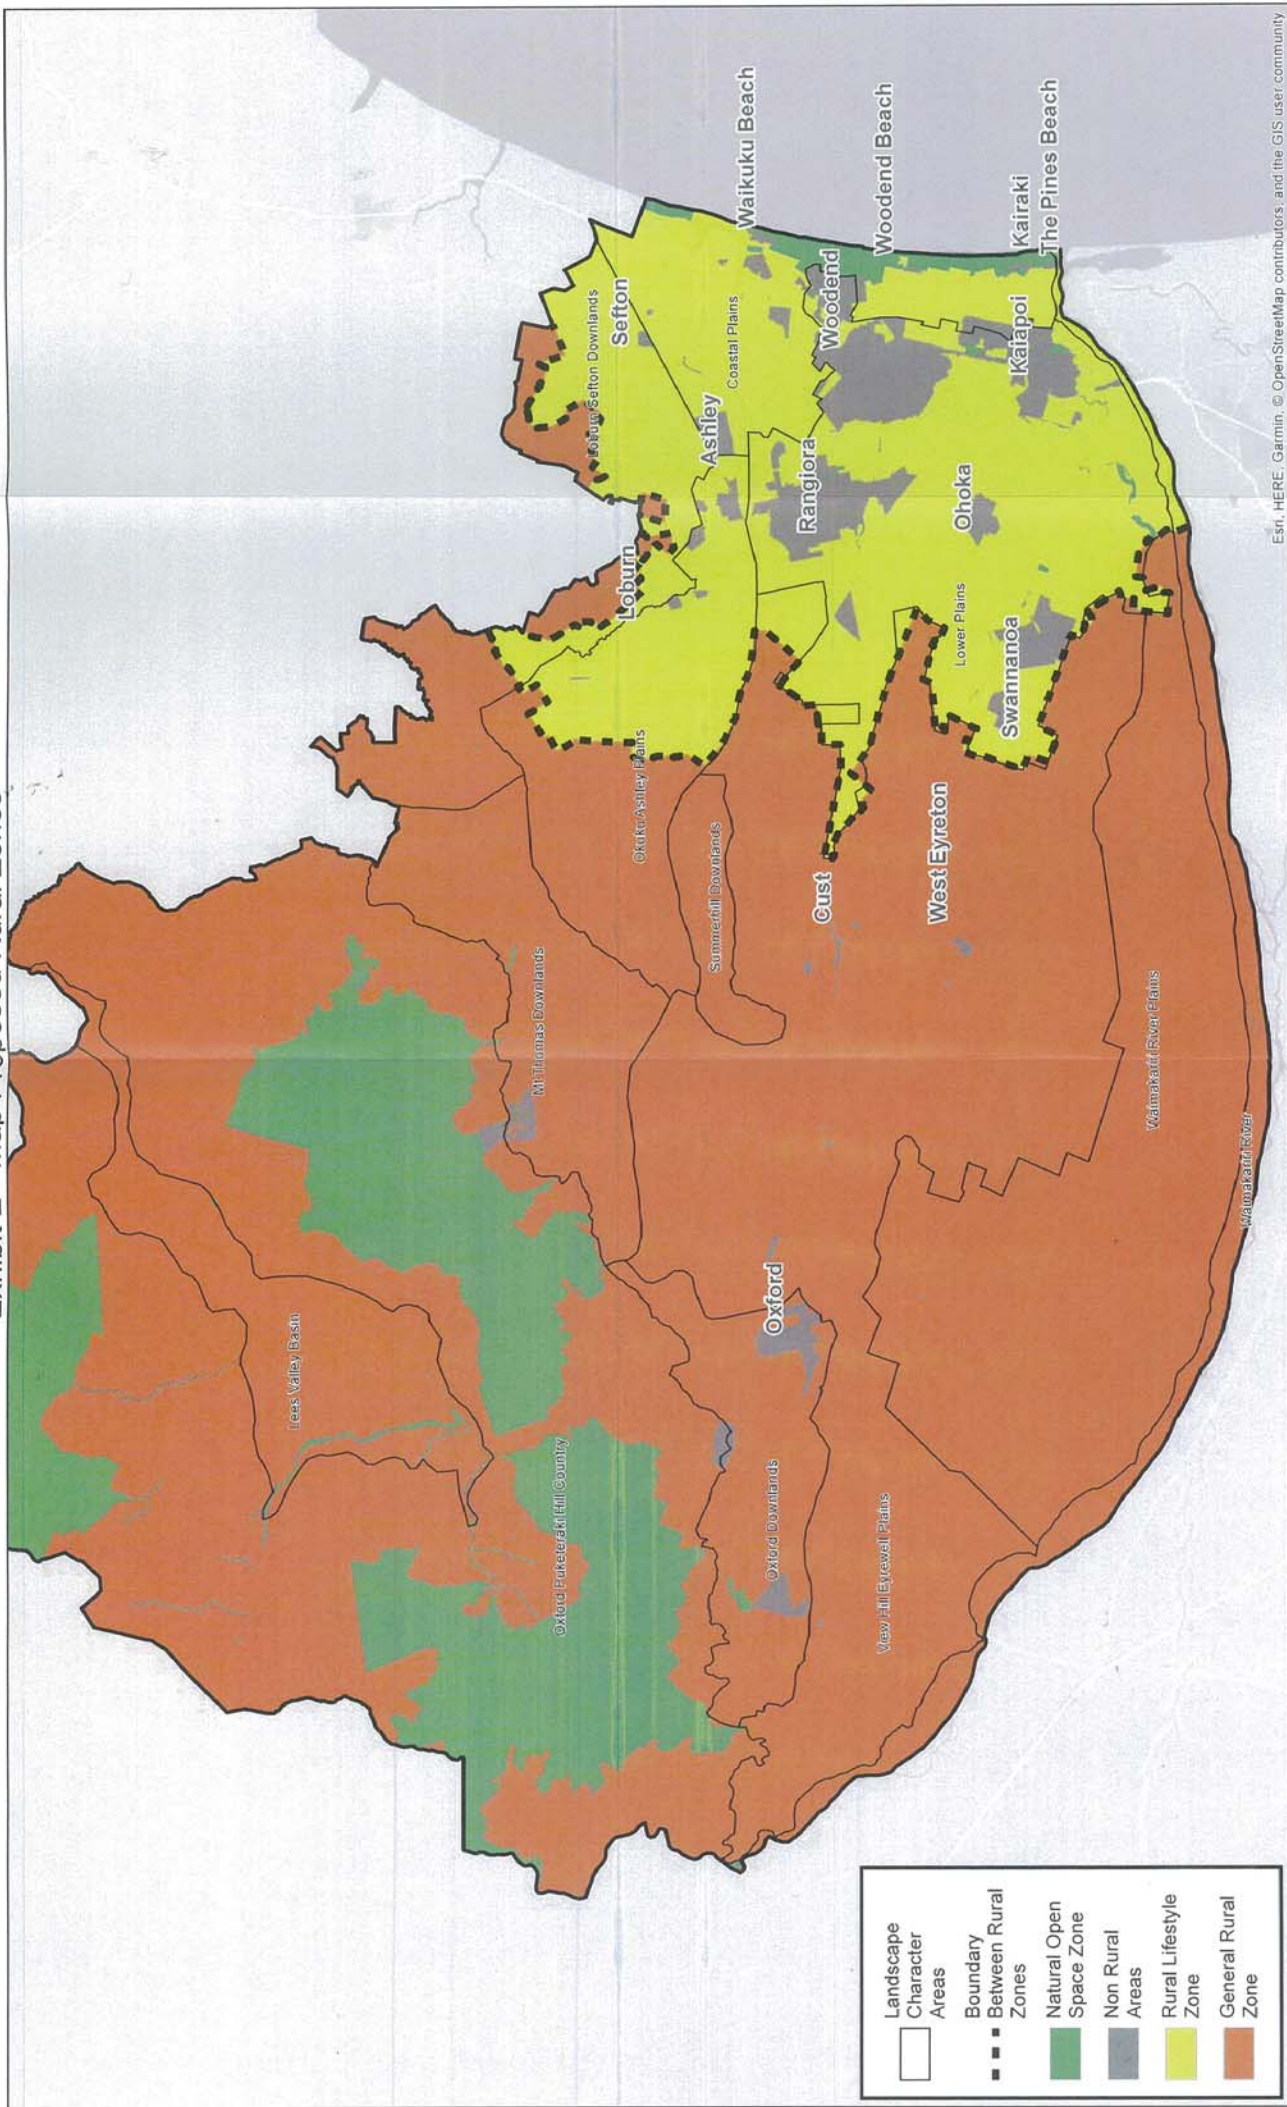 Waikuku Beach
Woodend Beach
Kairaki
The Pines Beach
Sefton
Loburn Sefton Downlands
Coastal Plains
Woodend
Kaiapoi
Ashley
Rangiora
Ohoka
Loburn
Lower Plains
Swannanoa
Okuku Ashley Plains
Summerhill Downlands
Cust
West Eyreton
Mt Thomas Downlands
Waimakariri River Plains
Waimakariri River
Oxford
Lees Valley Basin
Oxford Puketeraki Hill Country
Oxford Downlands
View Hill Eyrewell Plains
Landscape
Character
Areas
Boundary
Between Rural
Zones
Natural Open
Space Zone
Non Rural
Areas
Rural Lifestyle
Zone
General Rural
Zone
Esri, HERE, Garmin, © OpenStreetMap contributors, and the GIS user community